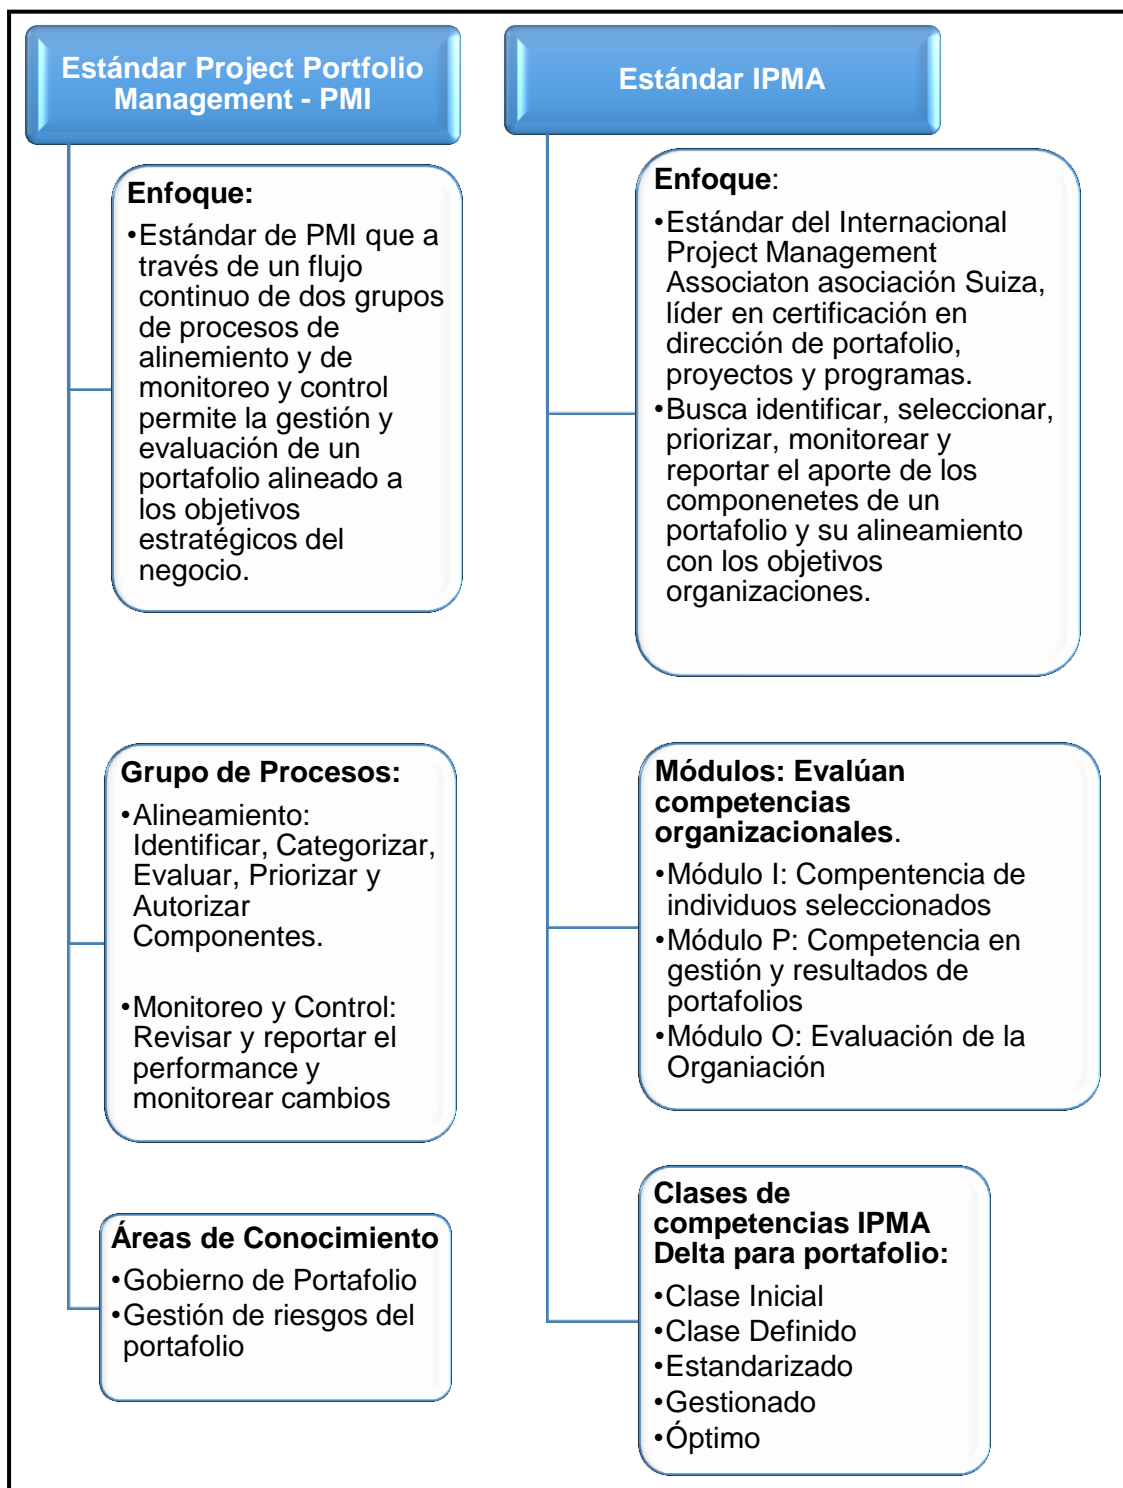 Estándar Project Portfolio
Management - PMI
Enfoque:
•Estándar de PMI que a
través de un flujo
continuo de dos grupos
de procesos de
alinemiento y de
monitoreo y control
permite la gestión y
evaluación de un
portafolio alineado a
los objetivos
estratégicos del
negocio.
Grupo de Procesos:
•Alineamiento:
Identificar, Categorizar,
Evaluar, Priorizar y
Autorizar
Componentes.
•Monitoreo y Control:
Revisar y reportar el
performance y
monitorear cambios
Áreas de Conocimiento
•Gobierno de Portafolio
•Gestión de riesgos del
portafolio
Estándar IPMA
Enfoque:
•Estándar del Internacional
Project Management
Associaton asociación Suiza,
líder en certificación en
dirección de portafolio,
proyectos y programas.
•Busca identificar, seleccionar,
priorizar, monitorear y
reportar el aporte de los
componenetes de un
portafolio y su alineamiento
con los objetivos
organizaciones.
Módulos: Evalúan
competencias
organizacionales.
•Módulo I: Compentencia de
individuos seleccionados
•Módulo P: Competencia en
gestión y resultados de
portafolios
•Módulo O: Evaluación de la
Organiación
Clases de
competencias IPMA
Delta para portafolio:
•Clase Inicial
•Clase Definido
•Estandarizado
•Gestionado
•Óptimo